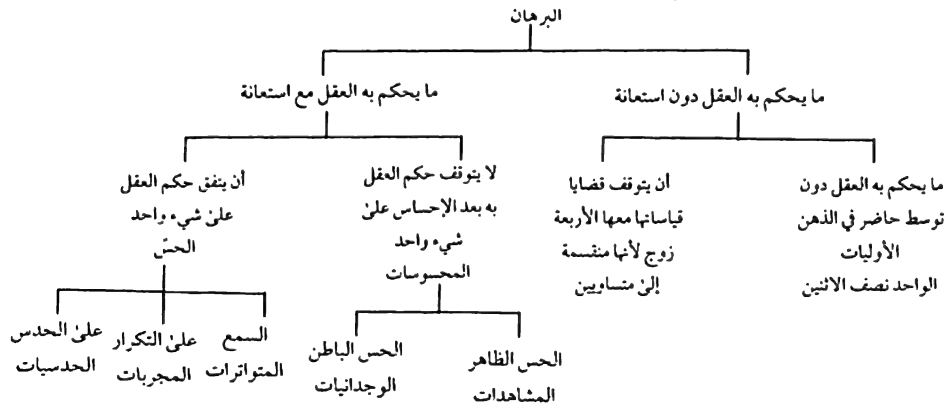 البرهان
ما يحكم به العقل دون استعانة
ما يحكم به العقل مع استعانة
ما يحكم به العقل دون
توسط حاضر في الذهن
الأوليات
الواحد نصف الاثنين
أن يتوقف قضايا
قياساتها معها الأربعة
زوج لأنها منقسمة
إلىٰ متساويين
لا يتوقف حكم العقل
به بعد الإحساس علىٰ
شيء واحد
المحسوسات
أن يتفق حكم العقل
علىٰ شيء واحد
الحسّ
الحس الظاهر
المشاهدات
الحس الباطن
الوجدانيات
السمع
المتواترات
علىٰ التكرار
المجربات
علىٰ الحدس
الحدسيات